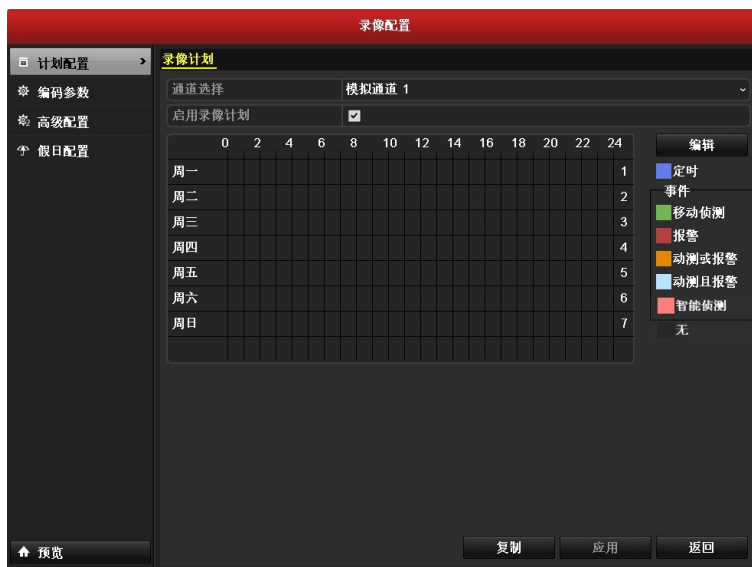 录像配置
计划配置 >
编码参数
高级配置
假日配置
录像计划
通道选择 模拟通道 1
启用录像计划
0 2 4 6 8 10 12 14 16 18 20 22 24
周一 1
周二 2
周三 3
周四 4
周五 5
周六 6
周日 7
编辑
定时
事件
移动侦测
报警
动测或报警
动测且报警
智能侦测
无
预览
复制 应用 返回